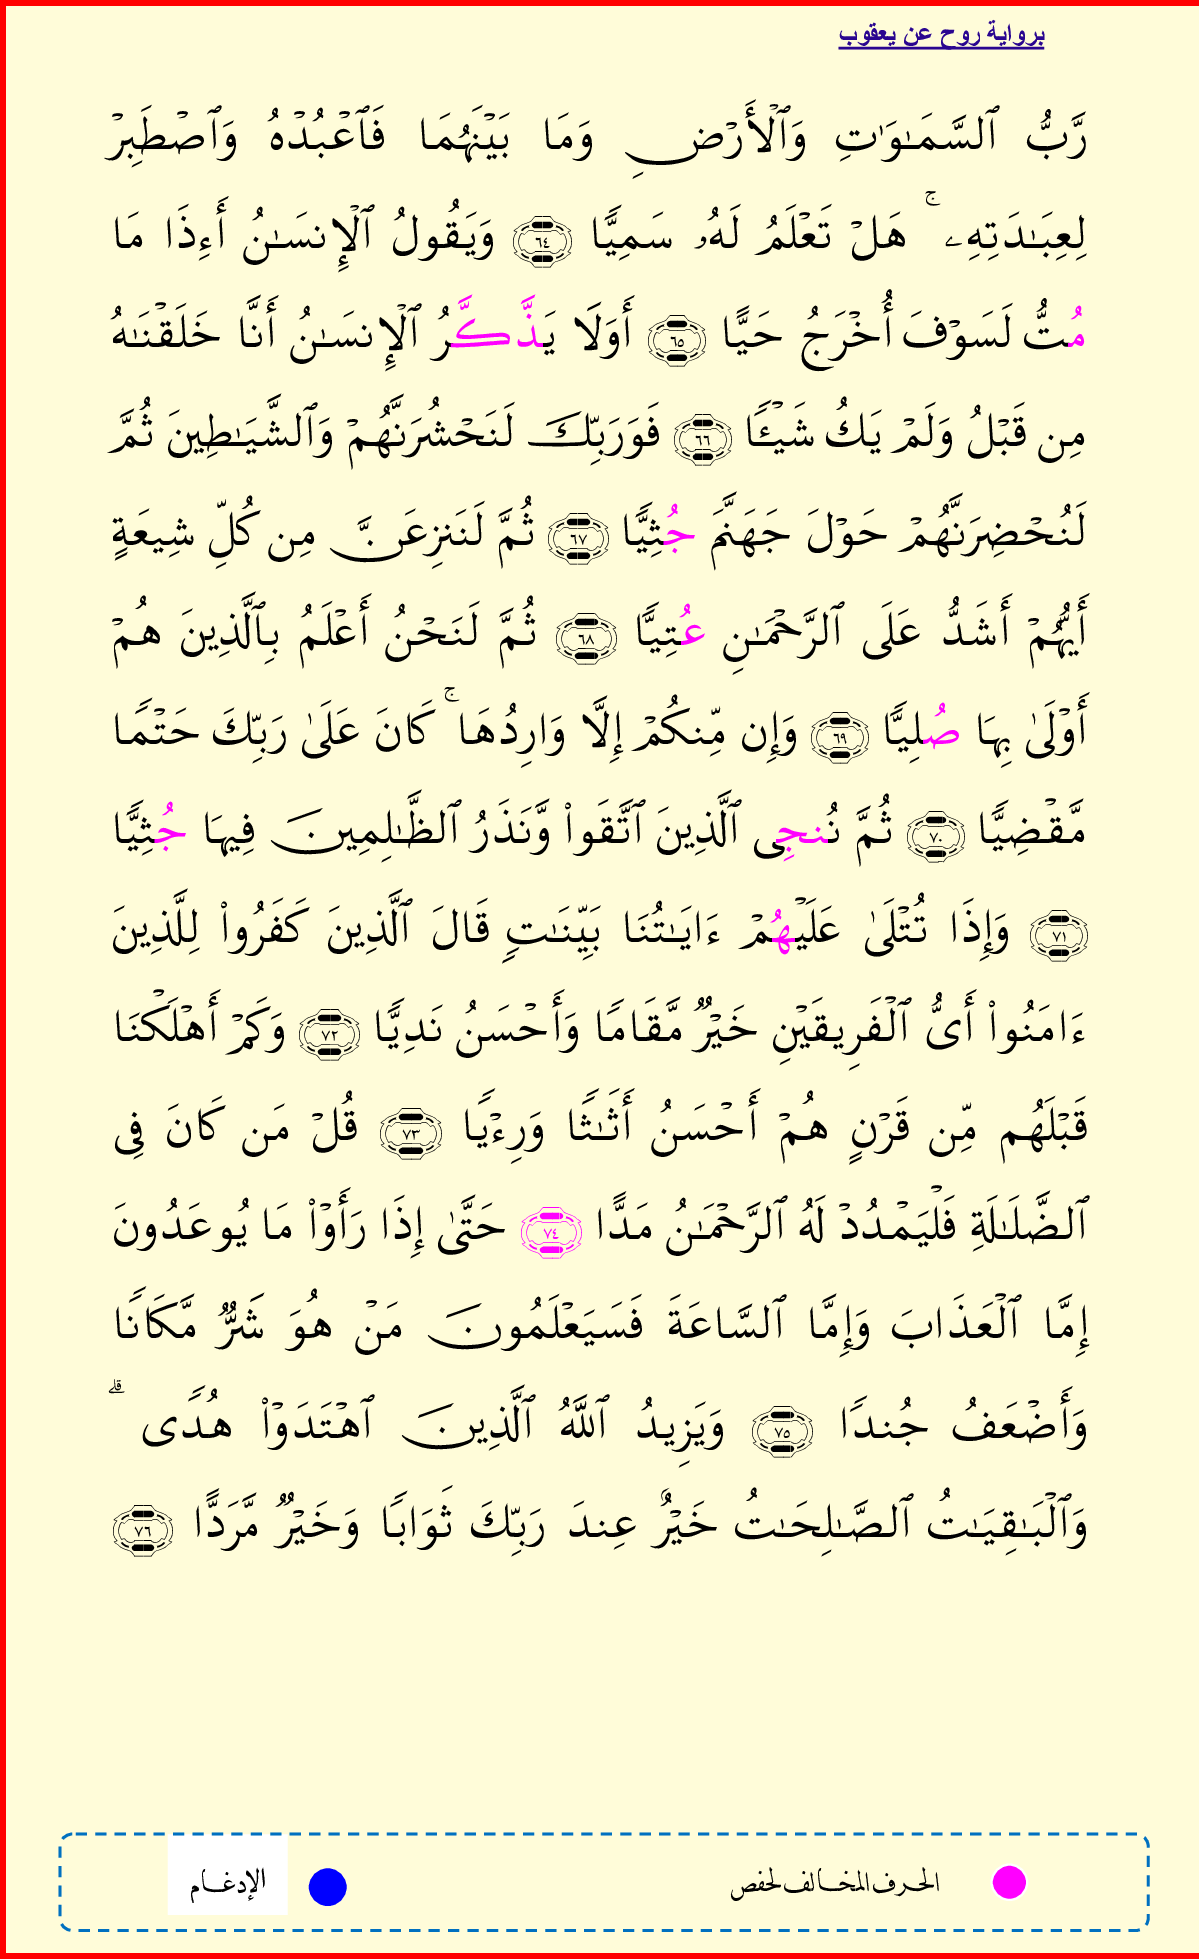 برواية روح عن يعقوب
رَّبُّ ٱلسَّمَٰوَٰتِ وَٱلْأَرْضِ وَمَا بَيْنَهُمَا فَٱعْبُدْهُ وَٱصْطَبِرْ
لِعِبَٰدَتِهِۦ ۚ هَلْ تَعْلَمُ لَهُۥ سَمِيًّا ٦٤ وَيَقُولُ ٱلْإِنسَٰنُ أَءِذَا مَا
مُتُّ لَسَوْفَ أُخْرَجُ حَيًّا ٦٥ أَوَلَا يَذَّكَّرُ ٱلْإِنسَٰنُ أَنَّا خَلَقْنَٰهُ
مِن قَبْلُ وَلَمْ يَكُ شَيْـًٔا ٦٦ فَوَرَبِّكَ لَنَحْشُرَنَّهُمْ وَٱلشَّيَٰطِينَ ثُمَّ
لَنُحْضِرَنَّهُمْ حَوْلَ جَهَنَّمَ جُثِيًّا ٦٧ ثُمَّ لَنَنزِعَنَّ مِن كُلِّ شِيعَةٍ
أَيُّهُمْ أَشَدُّ عَلَى ٱلرَّحْمَٰنِ عُتِيًّا ٦٨ ثُمَّ لَنَحْنُ أَعْلَمُ بِٱلَّذِينَ هُمْ
أَوْلَىٰ بِهَا صُلِيًّا ٦٩ وَإِن مِّنكُمْ إِلَّا وَارِدُهَا ۚ كَانَ عَلَىٰ رَبِّكَ حَتْمًا
مَّقْضِيًّا ٧٠ ثُمَّ نُنجِى ٱلَّذِينَ ٱتَّقَوا۟ وَّنَذَرُ ٱلظَّٰلِمِينَ فِيهَا جُثِيًّا
٧١ وَإِذَا تُتْلَىٰ عَلَيْهُمْ ءَايَٰتُنَا بَيِّنَٰتٍ قَالَ ٱلَّذِينَ كَفَرُوا۟ لِلَّذِينَ
ءَامَنُوا۟ أَىُّ ٱلْفَرِيقَيْنِ خَيْرٌ مَّقَامًا وَأَحْسَنُ نَدِيًّا ٧٢ وَكَمْ أَهْلَكْنَا
قَبْلَهُم مِّن قَرْنٍ هُمْ أَحْسَنُ أَثَٰثًا وَرِءْيًا ٧٣ قُلْ مَن كَانَ فِى
ٱلضَّلَٰلَةِ فَلْيَمْدُدْ لَهُ ٱلرَّحْمَٰنُ مَدًّا ٧٤ حَتَّىٰ إِذَا رَأَوْا۟ مَا يُوعَدُونَ
إِمَّا ٱلْعَذَابَ وَإِمَّا ٱلسَّاعَةَ فَسَيَعْلَمُونَ مَنْ هُوَ شَرٌّ مَّكَانًا
وَأَضْعَفُ جُندًا ٧٥ وَيَزِيدُ ٱللَّهُ ٱلَّذِينَ ٱهْتَدَوْا۟ هُدًى ۗ
وَٱلْبَٰقِيَٰتُ ٱلصَّٰلِحَٰتُ خَيْرٌ عِندَ رَبِّكَ ثَوَابًا وَخَيْرٌ مَّرَدًّا ٧٦
الحرف المخالف لحفص الإدغام